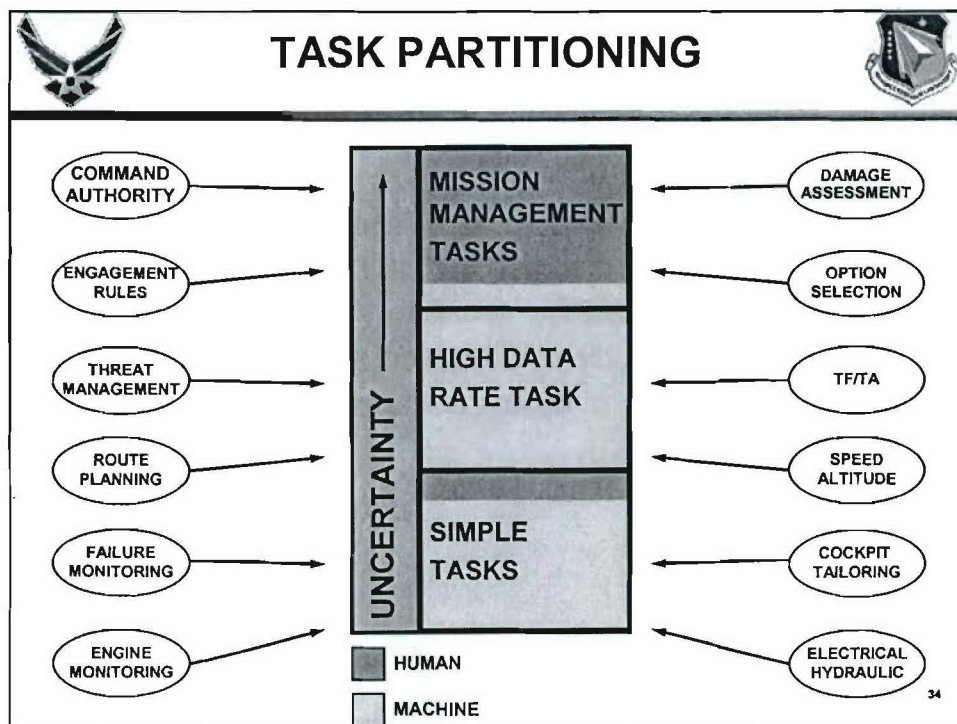 TASK PARTITIONING
COMMAND
AUTHORITY
ENGAGEMENT
RULES
THREAT
MANAGEMENT
ROUTE
PLANNING
FAILURE
MONITORING
ENGINE
MONITORING
UNCERTAINTY
MISSION
MANAGEMENT
TASKS
HIGH DATA
RATE TASK
SIMPLE
TASKS
DAMAGE
ASSESSMENT
OPTION
SELECTION
TF/TA
SPEED
ALTITUDE
COCKPIT
TAILORING
ELECTRICAL
HYDRAULIC
HUMAN
MACHINE
34